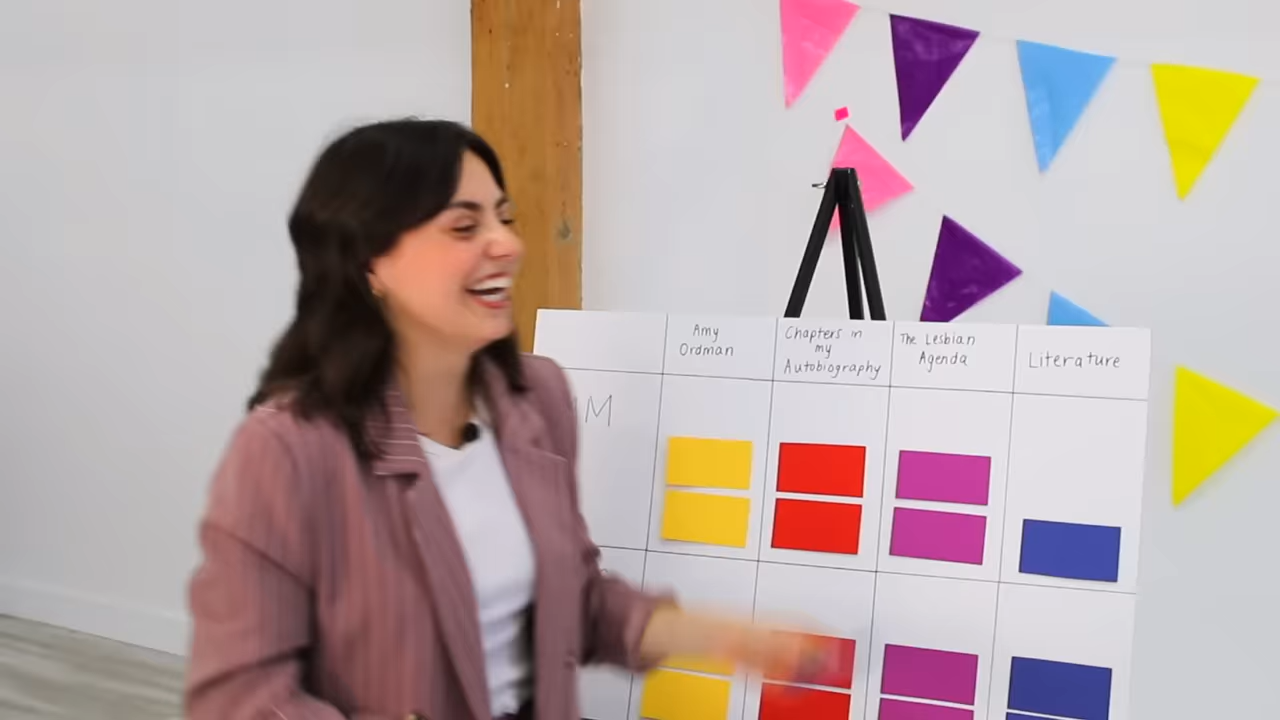 Amy
Ordman
Chapters in
my
Autobiography
The Lesbian
Agenda
Literature